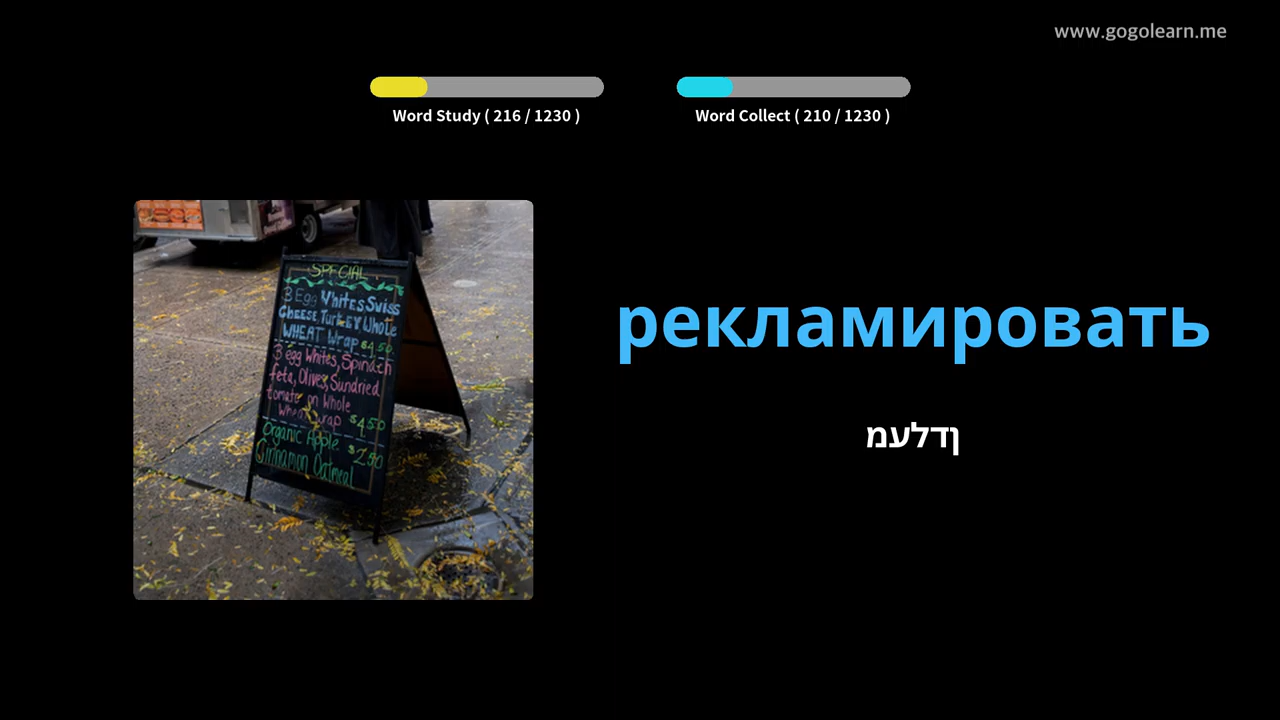 www.gogolearn.me
Word Study ( 216 / 1230 )
Word Collect ( 210 / 1230 )
SPECIAL
3 Egg Whites Swiss
Cheese, Turkey Whole
WHEAT Wrap $4.50
3 egg Whites, Spinach
feta, Olives, Sundried
tomato on Whole
Wheat Wrap $4.50
Organic Apple $2.50
Cinnamon Oatmeal
рекламировать
מעלדן